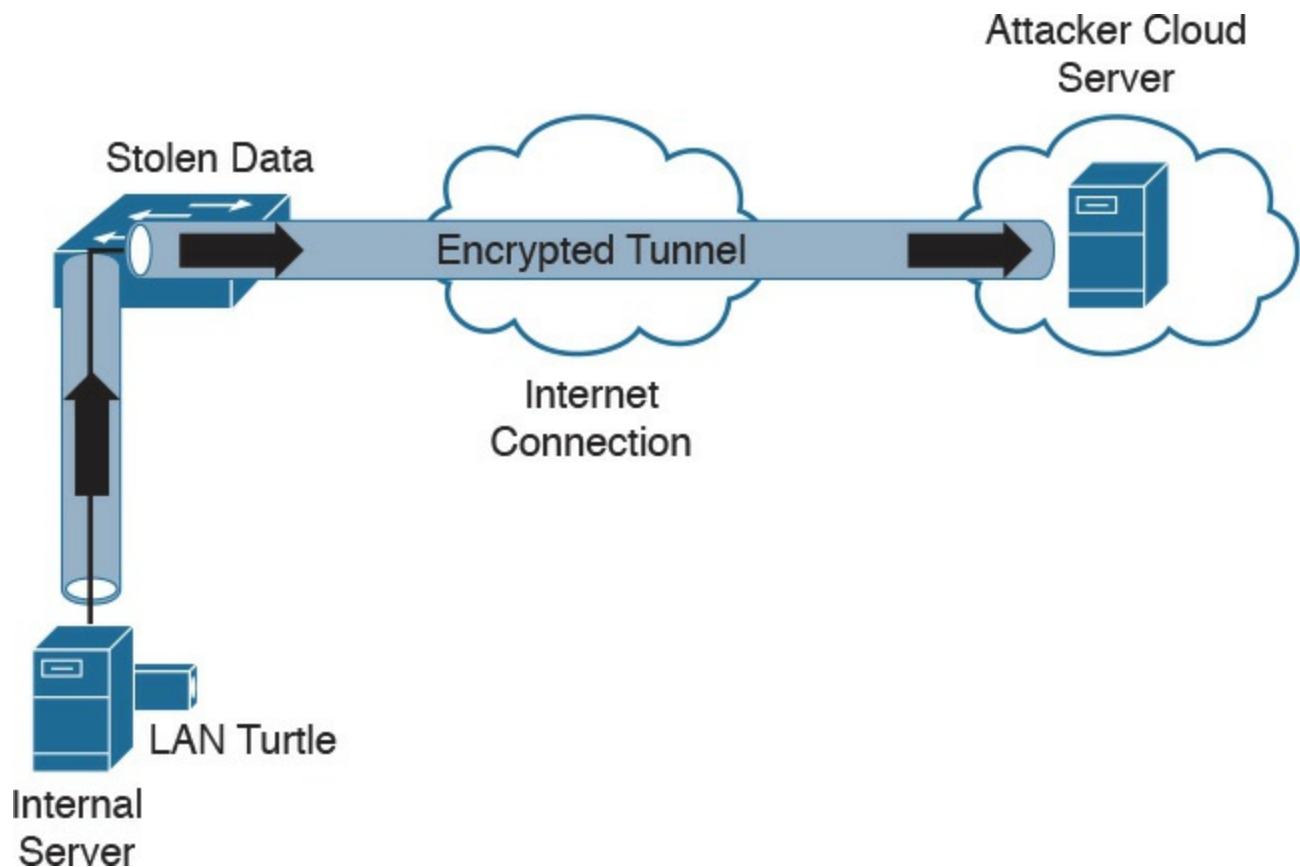 Attacker Cloud
Server
Stolen Data
Encrypted Tunnel
Internet
Connection
LAN Turtle
Internal
Server